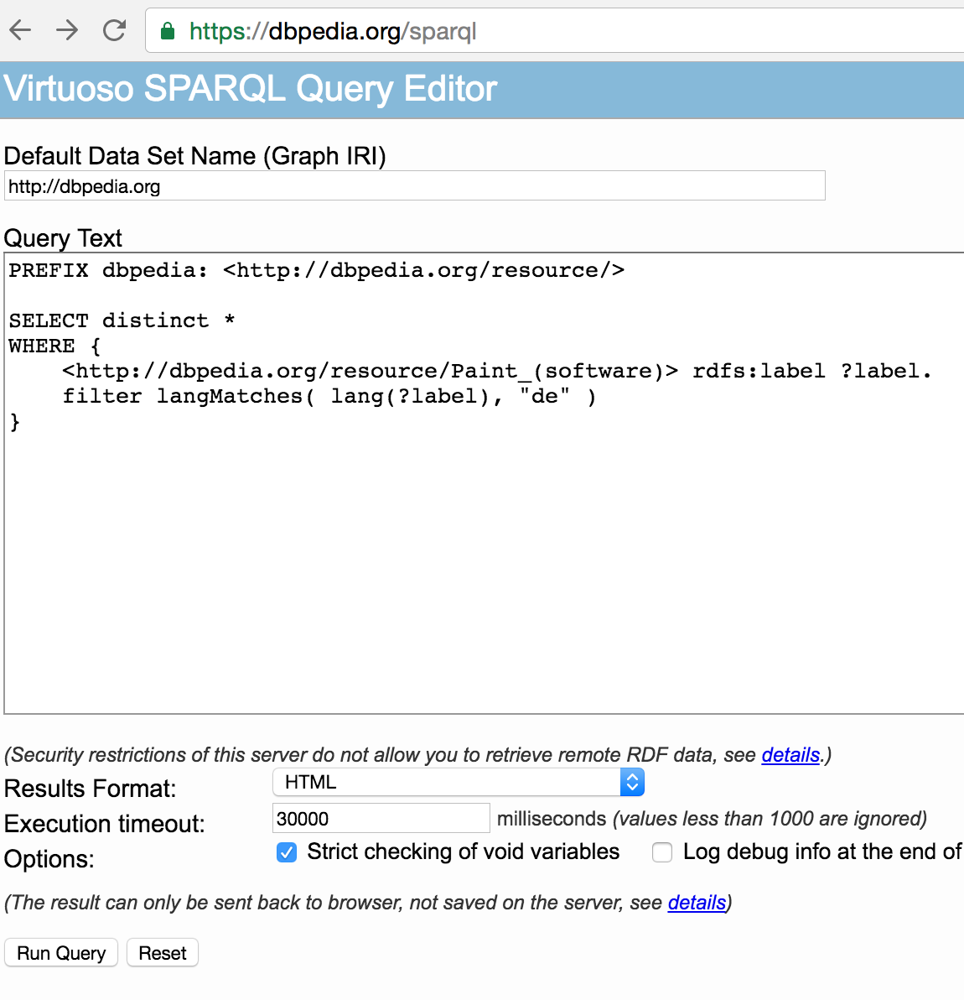 https://dbpedia.org/sparql
Virtuoso SPARQL Query Editor
Default Data Set Name (Graph IRI)
http://dbpedia.org
Query Text
PREFIX dbpedia: <http://dbpedia.org/resource/>
SELECT distinct *
WHERE {
<http://dbpedia.org/resource/Paint_(software)> rdfs:label ?label.
filter langMatches( lang(?label), "de" )
}
(Security restrictions of this server do not allow you to retrieve remote RDF data, see details.)
Results Format: HTML
Execution timeout: 30000 milliseconds (values less than 1000 are ignored)
Options: Strict checking of void variables Log debug info at the end of
(The result can only be sent back to browser, not saved on the server, see details)
Run Query Reset